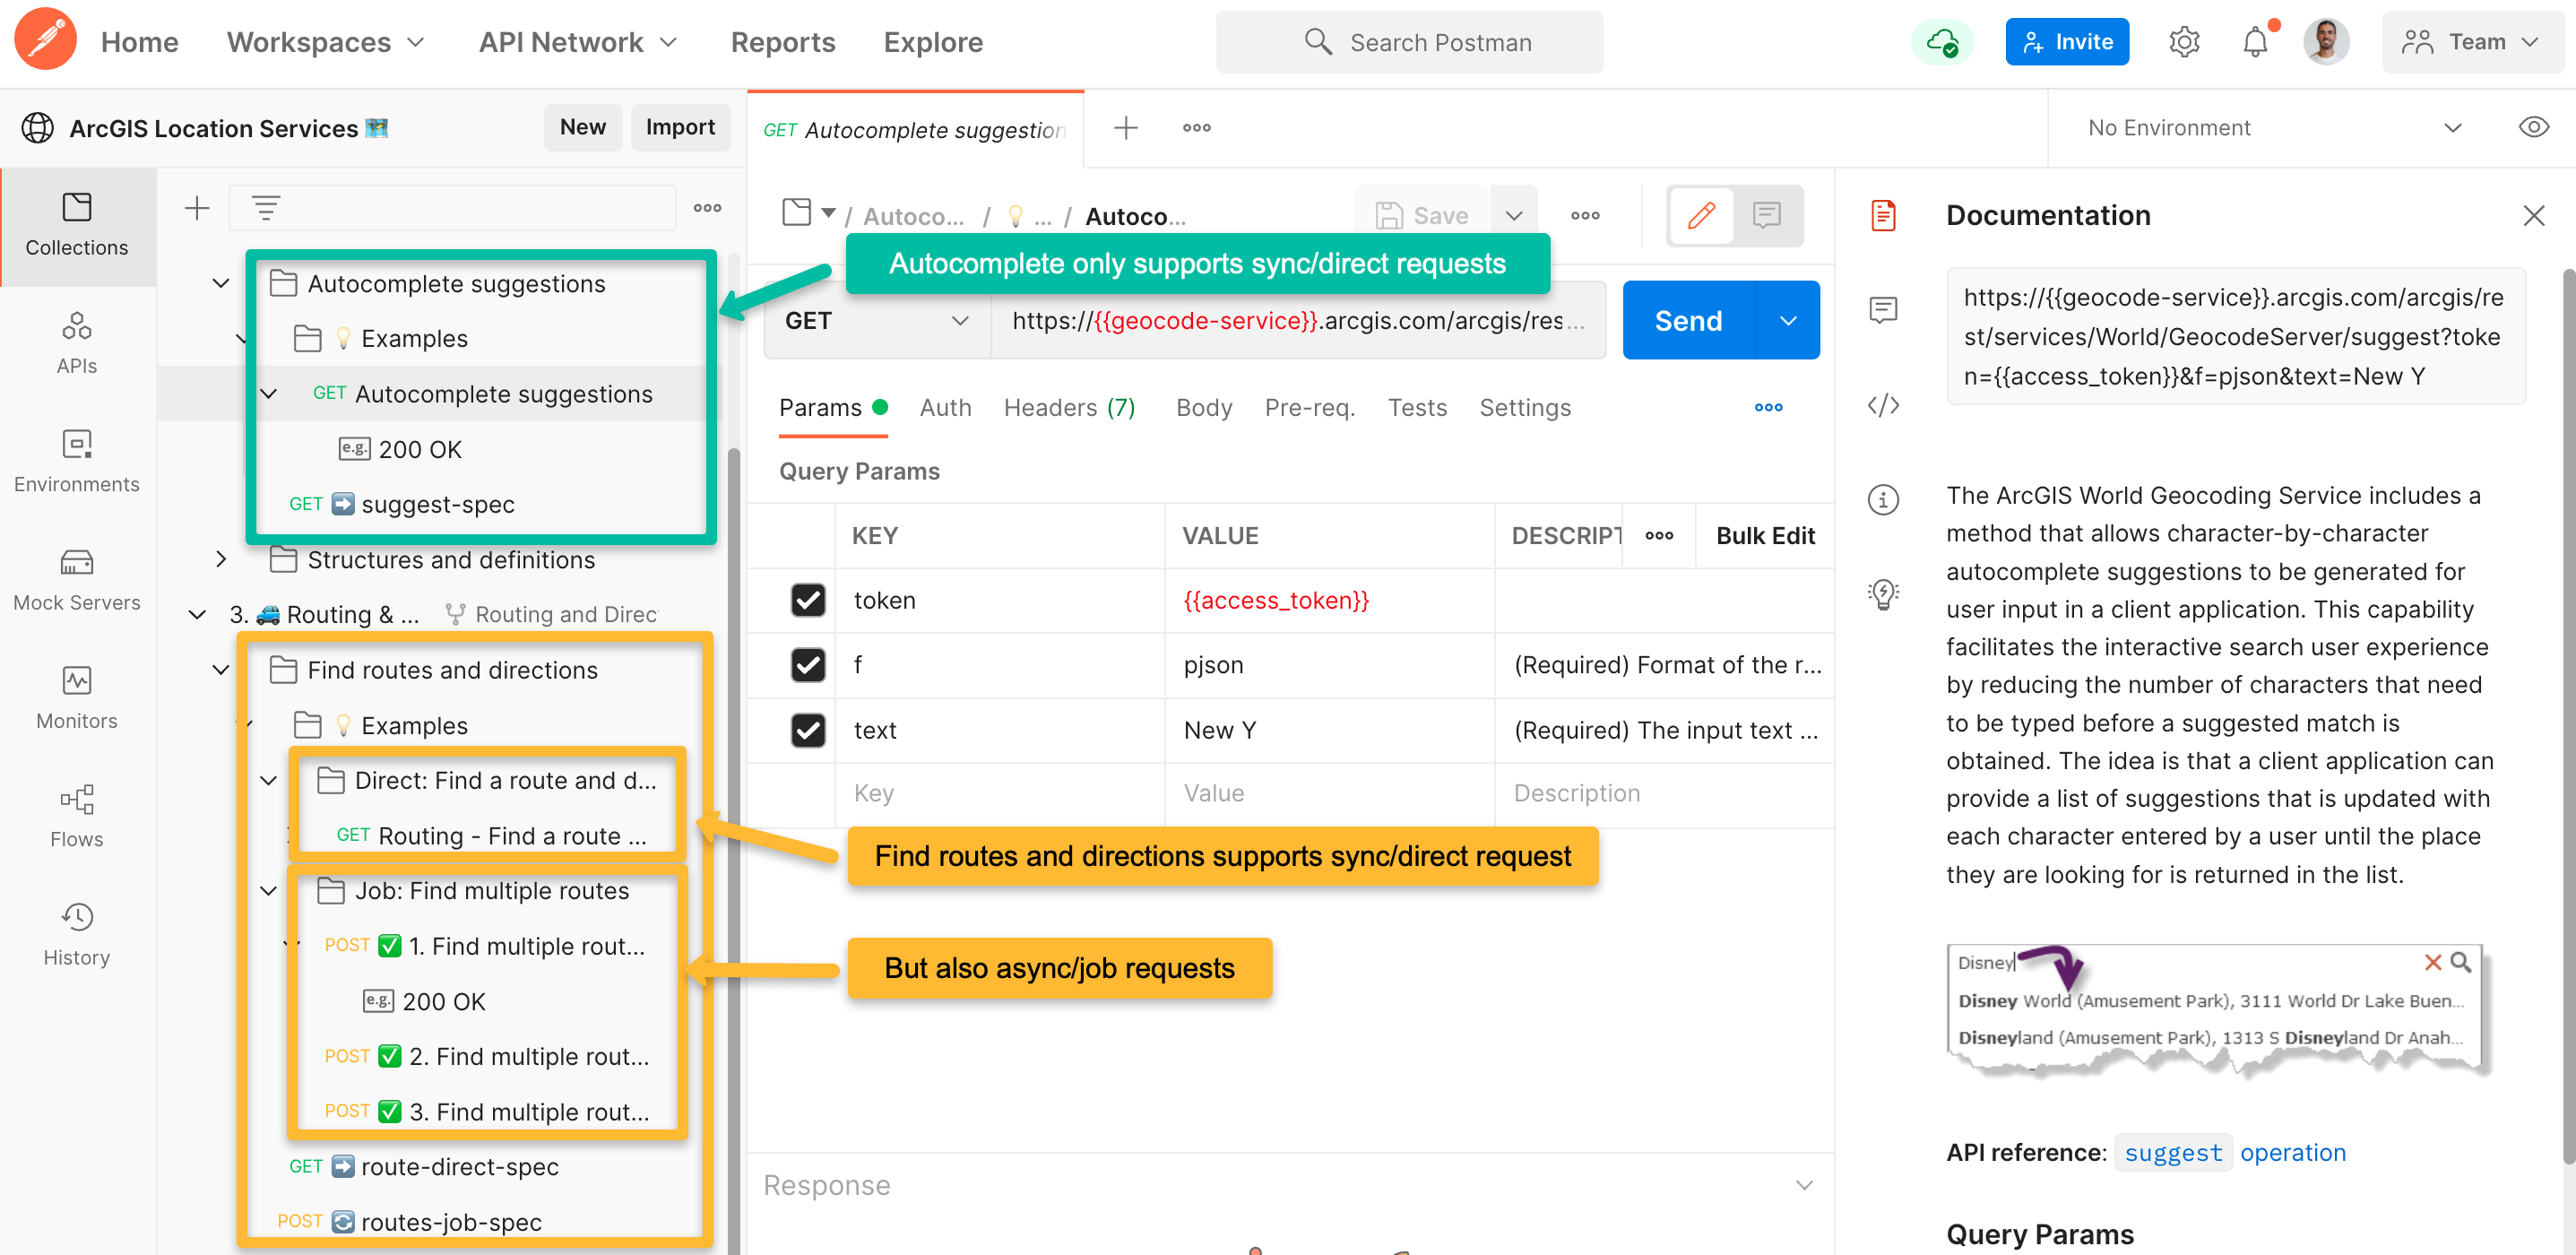 Home
Workspaces
API Network
Reports
Explore
Search Postman
Invite
Team
ArcGIS Location Services
New
Import
GET Autocomplete suggestion
No Environment
Collections
APIs
Environments
Mock Servers
Monitors
Flows
History
Autocomplete suggestions
Examples
GET Autocomplete suggestions
e.g. 200 OK
GET suggest-spec
Structures and definitions
3. Routing & ... Routing and Direc
Find routes and directions
Examples
Direct: Find a route and d...
GET Routing - Find a route ...
Job: Find multiple routes
POST 1. Find multiple rout...
e.g. 200 OK
POST 2. Find multiple rout...
POST 3. Find multiple rout...
GET route-direct-spec
POST routes-job-spec
/ Autoco... / ... / Autoco...
Save
Autocomplete only supports sync/direct requests
GET
https://{{geocode-service}}.arcgis.com/arcgis/res...
Send
Params
Auth
Headers (7)
Body
Pre-req.
Tests
Settings
Query Params
KEY VALUE DESCRIPT Bulk Edit
token {{access_token}}
f pjson (Required) Format of the r...
text New Y (Required) The input text ...
Key Value Description
Find routes and directions supports sync/direct request
But also async/job requests
Response
Documentation
https://{{geocode-service}}.arcgis.com/arcgis/re
st/services/World/GeocodeServer/suggest?toke
n={{access_token}}&f=pjson&text=New Y
The ArcGIS World Geocoding Service includes a
method that allows character-by-character
autocomplete suggestions to be generated for
user input in a client application. This capability
facilitates the interactive search user experience
by reducing the number of characters that need
to be typed before a suggested match is
obtained. The idea is that a client application can
provide a list of suggestions that is updated with
each character entered by a user until the place
they are looking for is returned in the list.
Disney
Disney World (Amusement Park), 3111 World Dr Lake Buen...
Disneyland (Amusement Park), 1313 S Disneyland Dr Anah...
API reference: suggest operation
Query Params